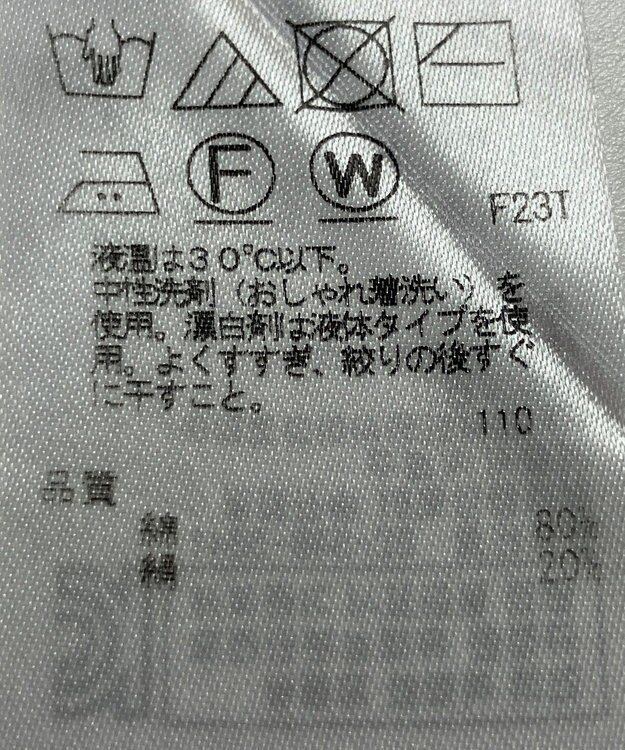 F
W
F23T
液温は30℃以下。
中性洗剤（おしゃれ着洗い）を
使用。漂白剤は液体タイプを使
用。よくすすぎ、絞りの後すぐ
に干すこと。
110
品質
綿 80%
絹 20%